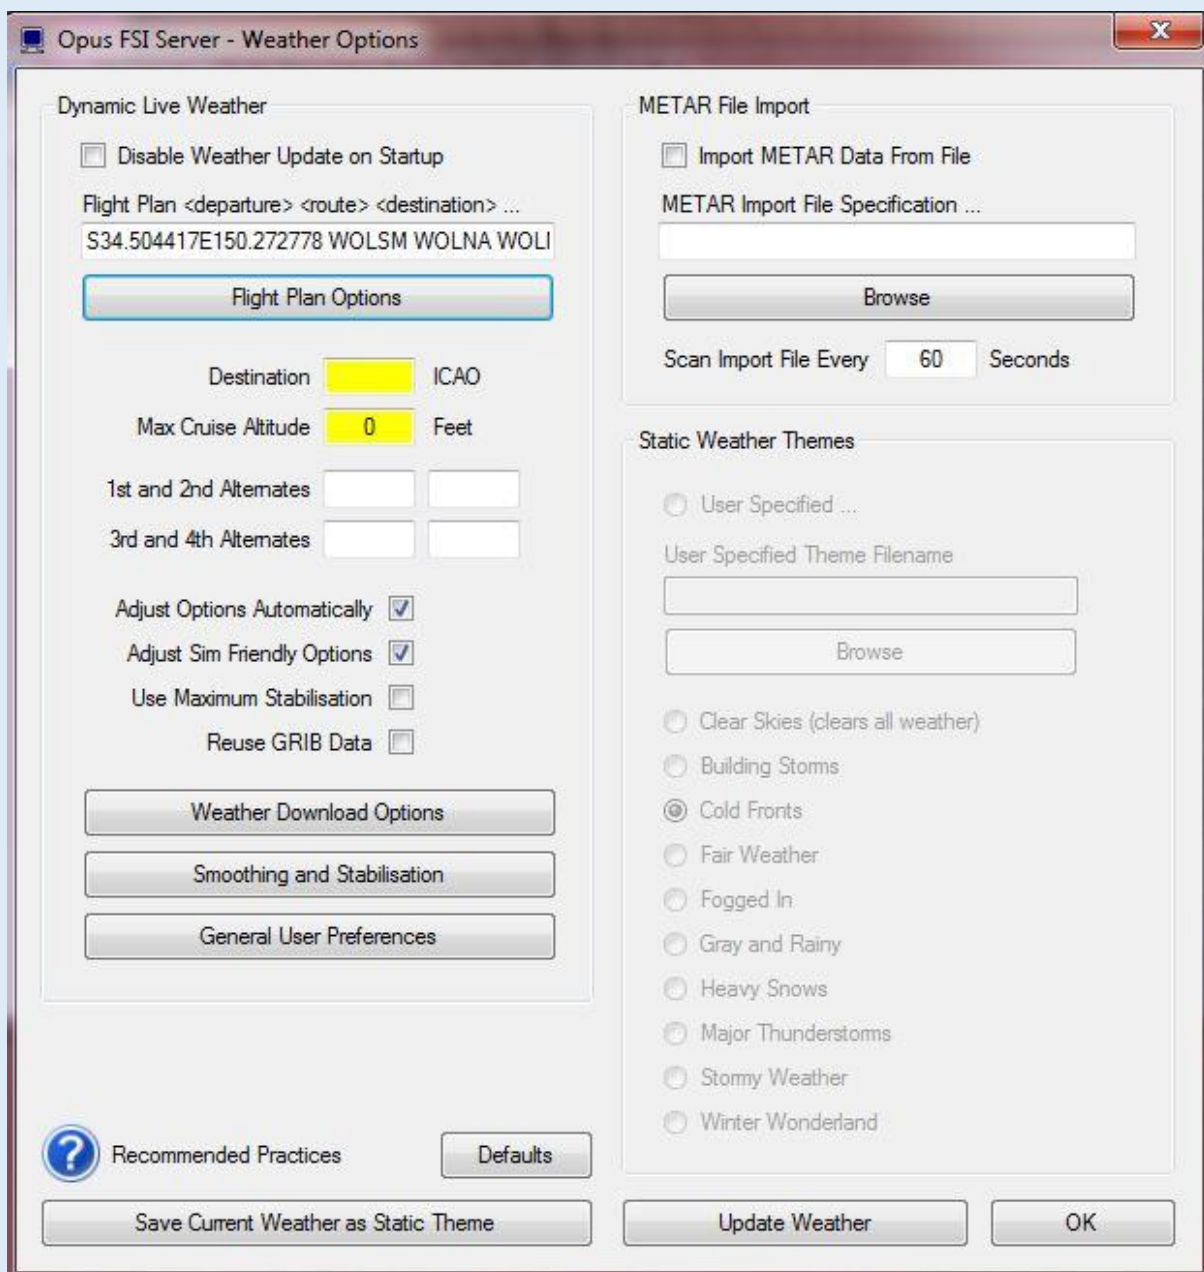 Opus FSI Server - Weather Options
X
Dynamic Live Weather
Disable Weather Update on Startup
Flight Plan <departure> <route> <destination> ...
S34.504417E150.272778 WOLSM WOLNA
Flight Plan Options
Destination ICAO
Max Cruise Altitude 0 Feet
1st and 2nd Alternates
3rd and 4th Alternates
Adjust Options Automatically
Adjust Sim Friendly Options
Use Maximum Stabilisation
Reuse GRIB Data
Weather Download Options
Smoothing and Stabilisation
General User Preferences
? Recommended Practices
Defaults
Save Current Weather as Static Theme
METAR File Import
Import METAR Data From File
METAR Import File Specification ...
Browse
Scan Import File Every 60 Seconds
Static Weather Themes
User Specified ...
User Specified Theme Filename
Browse
Clear Skies (clears all weather)
Building Storms
Cold Fronts
Fair Weather
Fogged In
Gray and Rainy
Heavy Snows
Major Thunderstorms
Stormy Weather
Winter Wonderland
Update Weather
OK